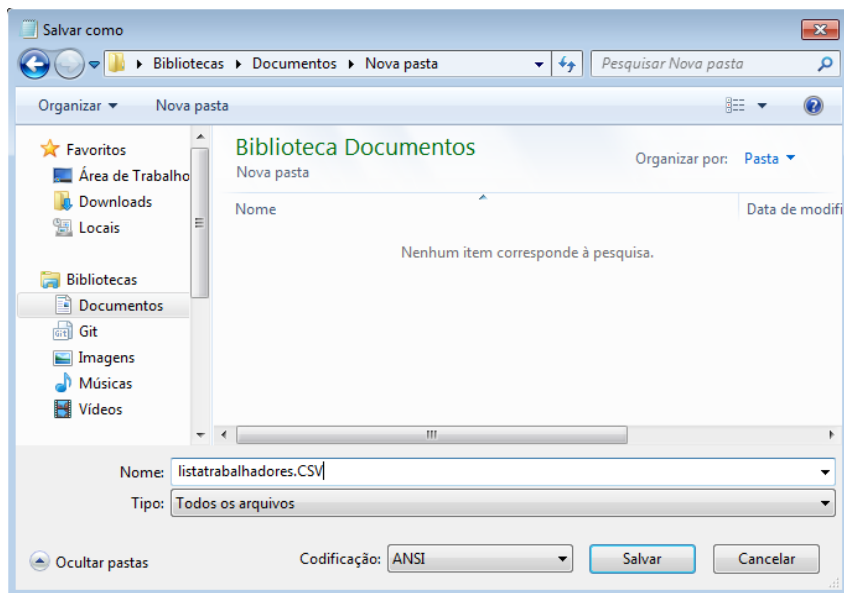 Salvar como
Bibliotecas Documentos Nova pasta
Pesquisar Nova pasta
Organizar Nova pasta
Favoritos
Área de Trabalho
Downloads
Locais
Bibliotecas
Documentos
Git
Imagens
Músicas
Vídeos
Biblioteca Documentos
Nova pasta
Organizar por: Pasta
Nome Data de modifi
Nenhum item corresponde à pesquisa.
Nome: listatrabalhadores.CSV
Tipo: Todos os arquivos
Ocultar pastas Codificação: ANSI Salvar Cancelar